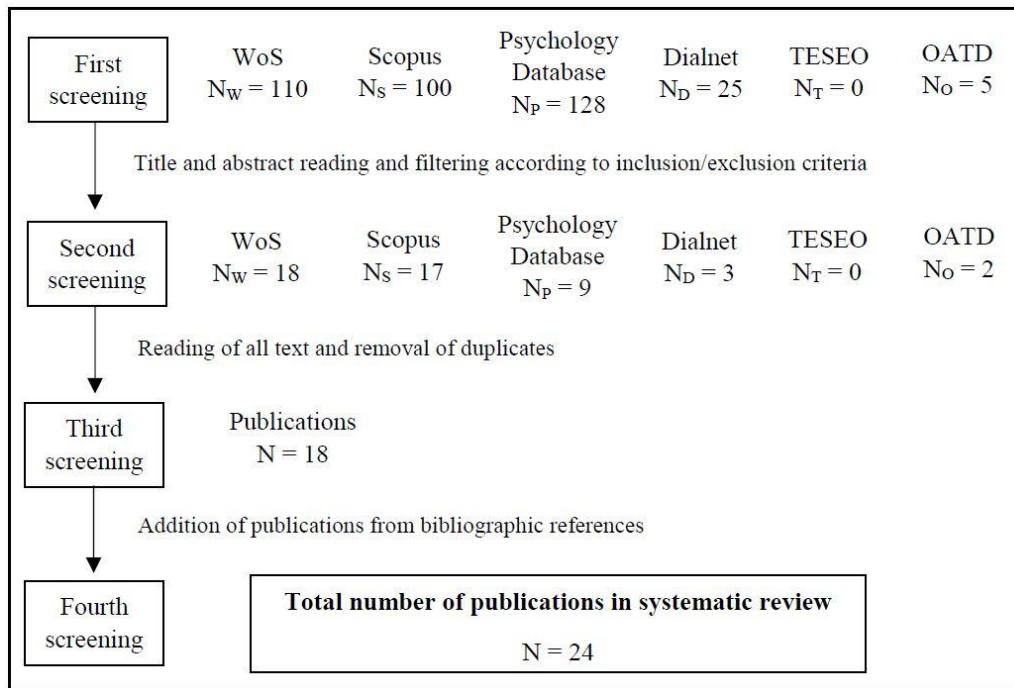 First
screening
WoS
N_W = 110
Scopus
N_S = 100
Psychology
Database
N_P = 128
Dialnet
N_D = 25
TESEO
N_T = 0
OATD
N_O = 5
Title and abstract reading and filtering according to inclusion/exclusion criteria
Second
screening
WoS
N_W = 18
Scopus
N_S = 17
Psychology
Database
N_P = 9
Dialnet
N_D = 3
TESEO
N_T = 0
OATD
N_O = 2
Reading of all text and removal of duplicates
Third
screening
Publications
N = 18
Addition of publications from bibliographic references
Fourth
screening
Total number of publications in systematic review
N = 24